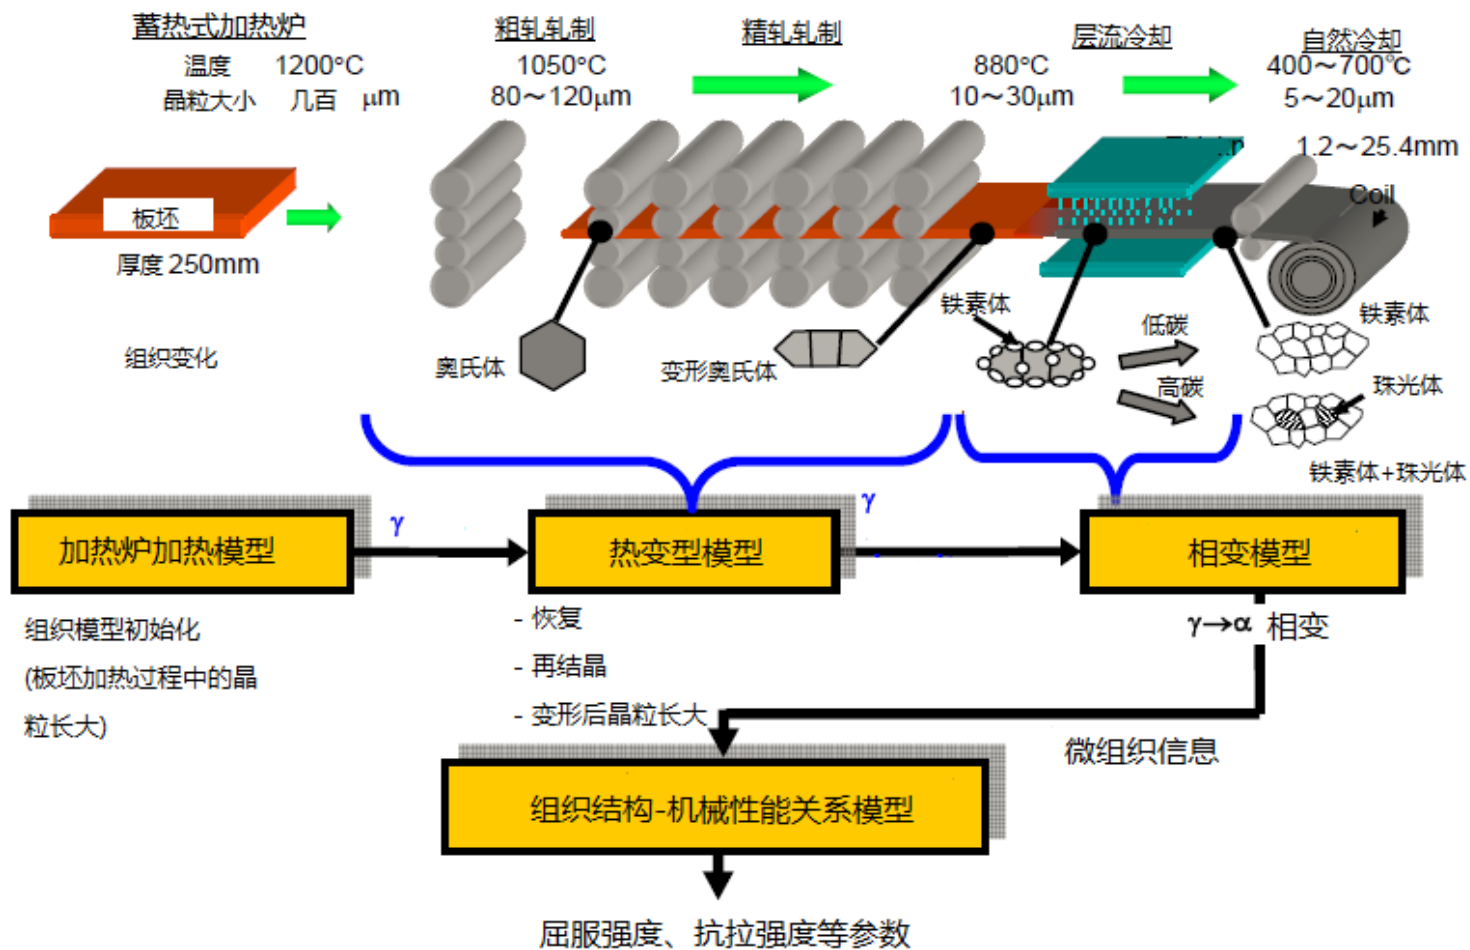 蓄热式加热炉
粗轧轧制
精轧轧制
层流冷却
自然冷却
温度 1200°C
1050°C
880°C
400～700℃
晶粒大小 几百 μm
80～120μm
10～30μm
5～20μm
1.2～25.4mm
板坯
Coil
厚度 250mm
铁素体
低碳
铁素体
组织变化
奥氏体
变形奥氏体
高碳
珠光体
铁素体+珠光体
γ
γ
加热炉加热模型
热变型模型
相变模型
组织模型初始化
(板坯加热过程中的晶
粒长大)
- 恢复
- 再结晶
- 变形后晶粒长大
γ→α 相变
微组织信息
组织结构-机械性能关系模型
屈服强度、抗拉强度等参数